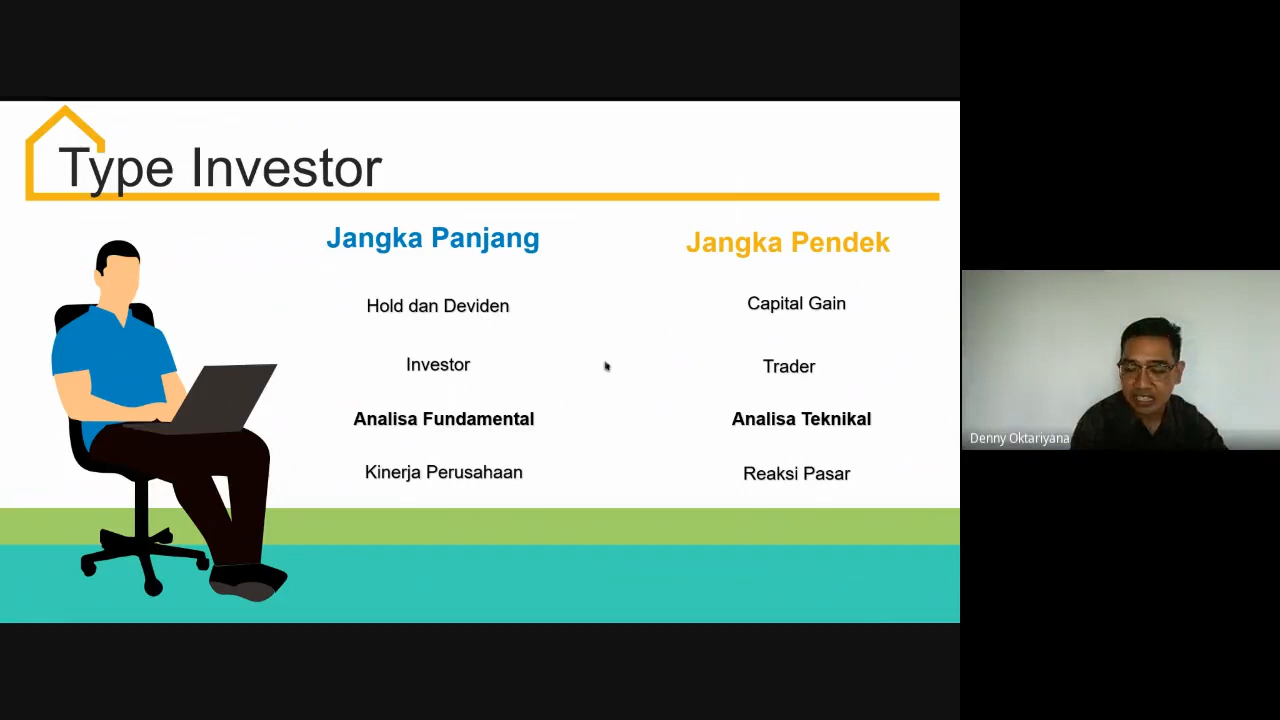 Type Investor
Jangka Panjang
Hold dan Deviden
Investor
Analisa Fundamental
Kinerja Perusahaan
Jangka Pendek
Capital Gain
Trader
Analisa Teknikal
Reaksi Pasar
Denny Oktariyana